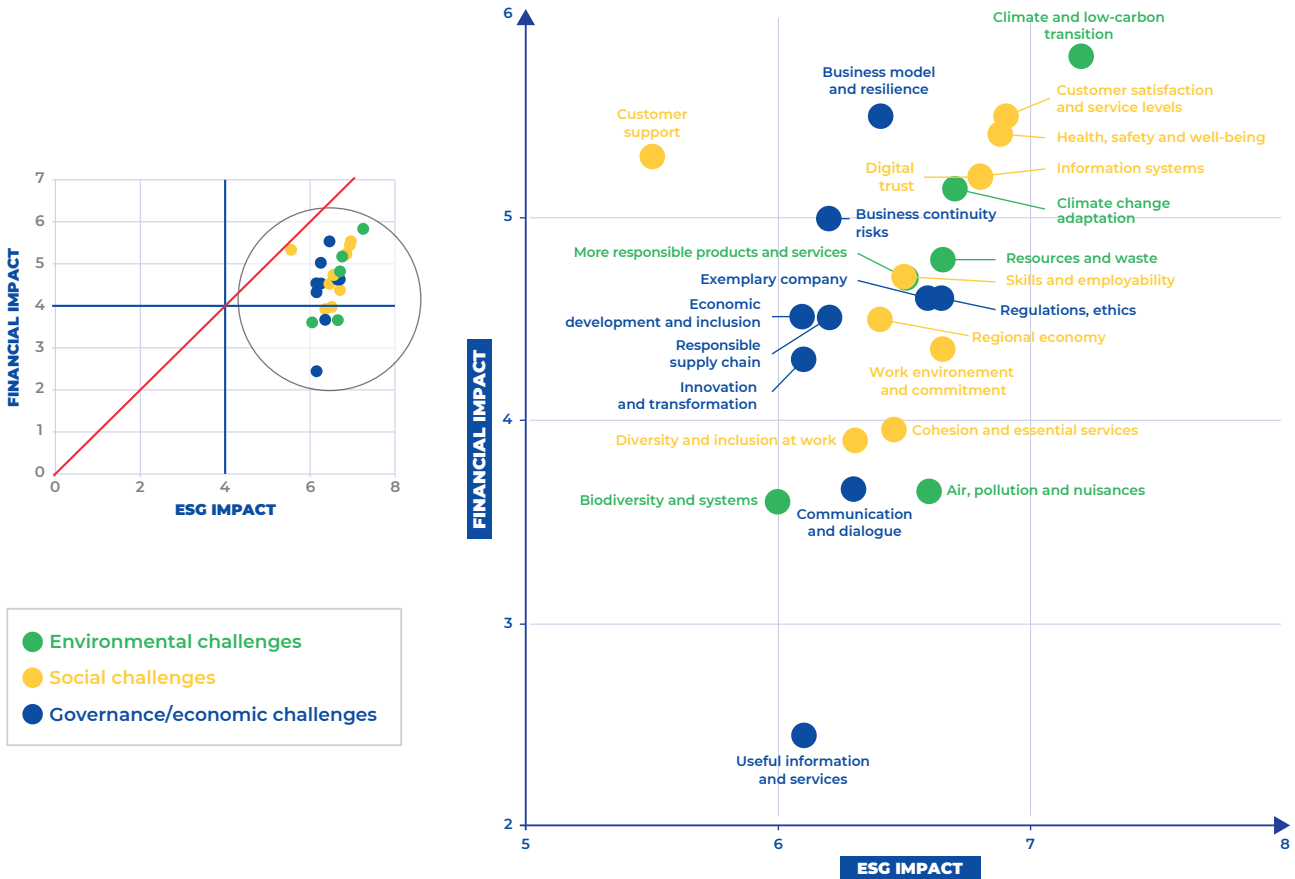 7
6
5
4
3
2
1
0
0
2
4
6
8
FINANCIAL IMPACT
ESG IMPACT
Environmental challenges
Social challenges
Governance/economic challenges
6
5
4
3
2
5
6
7
8
FINANCIAL IMPACT
ESG IMPACT
Climate and low-carbon
transition
Business model
and resilience
Customer satisfaction
and service levels
Customer
support
Health, safety and well-being
Digital
trust
Information systems
Climate change
adaptation
Business continuity
risks
More responsible products and services
Resources and waste
Exemplary company
Skills and employability
Economic
development and inclusion
Regulations, ethics
Responsible
supply chain
Regional economy
Innovation
and transformation
Work environement
and commitment
Diversity and inclusion at work
Cohesion and essential services
Biodiversity and systems
Air, pollution and nuisances
Communication
and dialogue
Useful information
and services